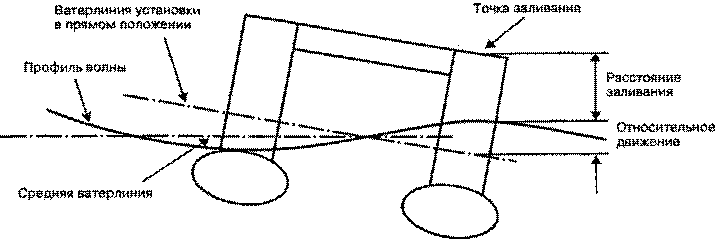 Ватерлиния установки
в прямом положении
Точка заливания
Профиль волны
Расстояние
заливания
Относительное
движение
Средняя ватерлиния